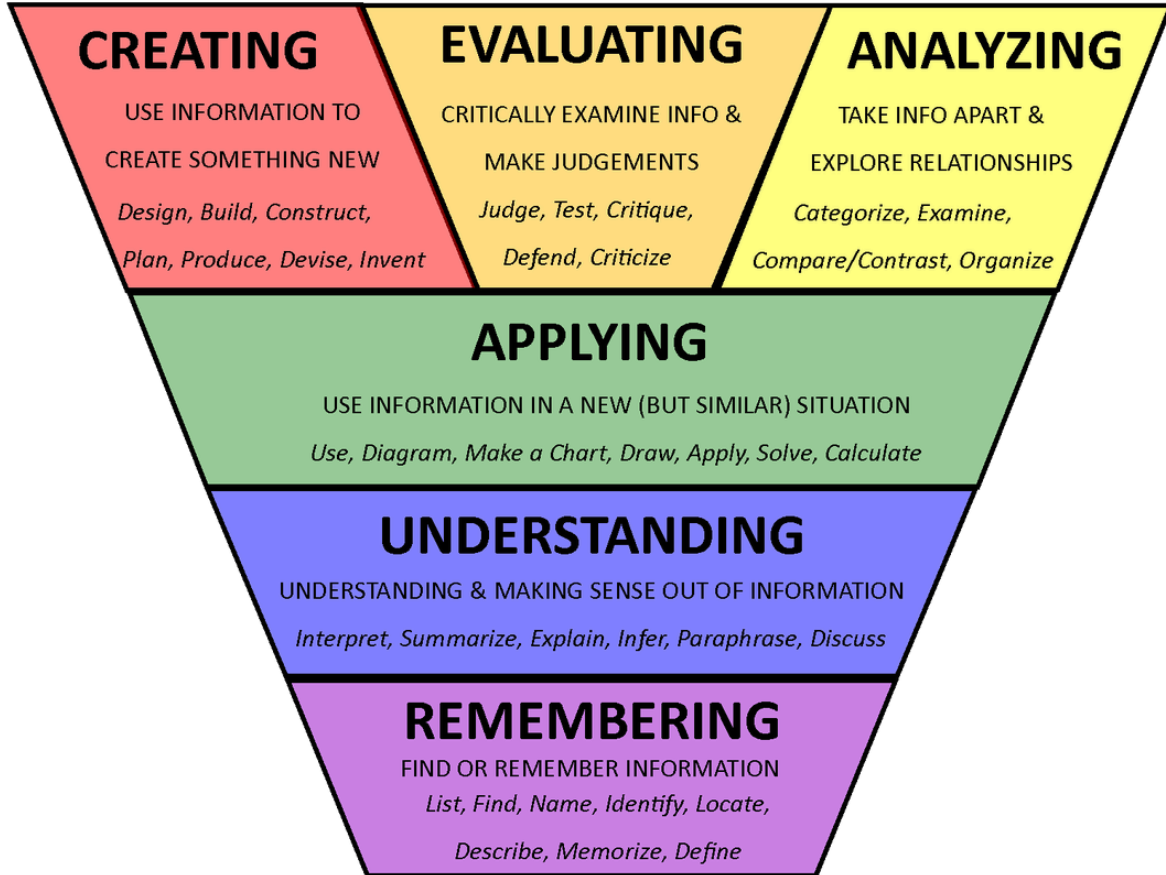 CREATING
USE INFORMATION TO
CREATE SOMETHING NEW
Design, Build, Construct,
Plan, Produce, Devise, Invent
EVALUATING
CRITICALLY EXAMINE INFO &
MAKE JUDGEMENTS
Judge, Test, Critique,
Defend, Criticize
ANALYZING
TAKE INFO APART &
EXPLORE RELATIONSHIPS
Categorize, Examine,
Compare/Contrast, Organize
APPLYING
USE INFORMATION IN A NEW (BUT SIMILAR) SITUATION
Use, Diagram, Make a Chart, Draw, Apply, Solve, Calculate
UNDERSTANDING
UNDERSTANDING & MAKING SENSE OUT OF INFORMATION
Interpret, Summarize, Explain, Infer, Paraphrase, Discuss
REMEMBERING
FIND OR REMEMBER INFORMATION
List, Find, Name, Identify, Locate,
Describe, Memorize, Define